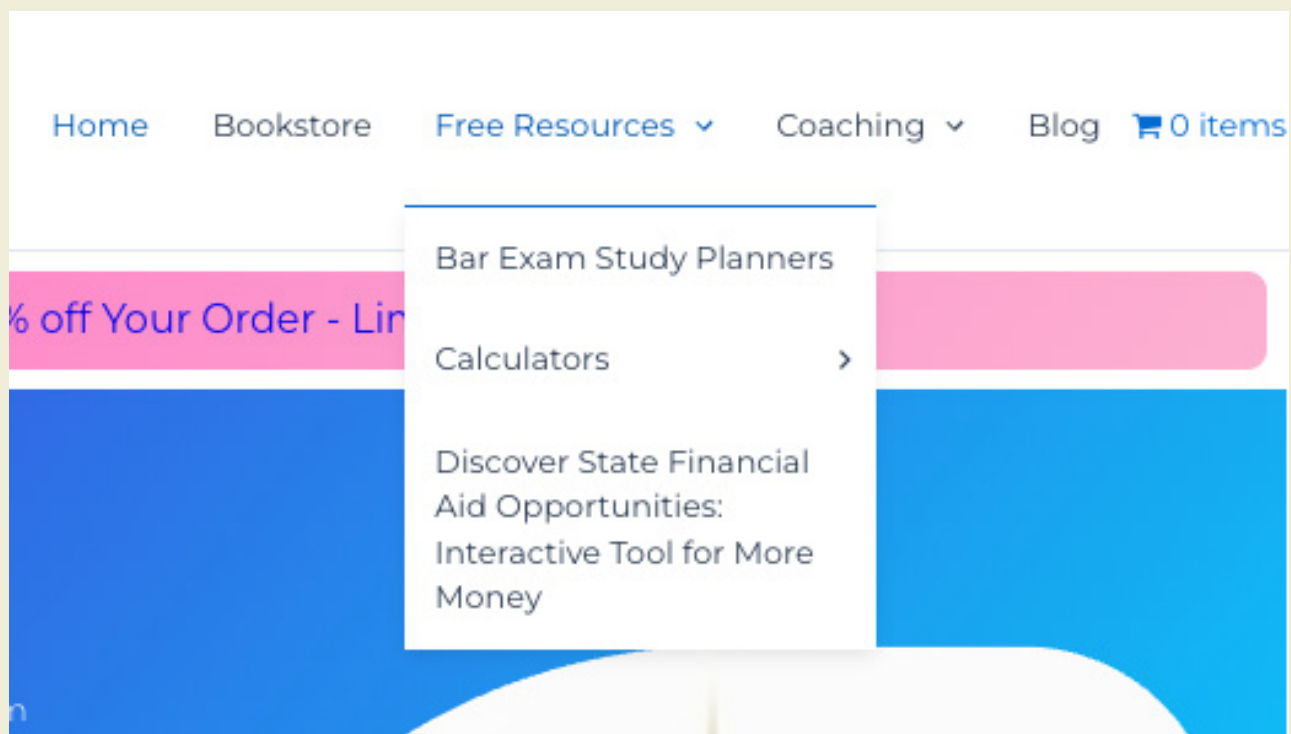 Home Bookstore Free Resources Coaching Blog 0 items
% off Your Order - Lin
Bar Exam Study Planners
Calculators
Discover State Financial
Aid Opportunities:
Interactive Tool for More
Money